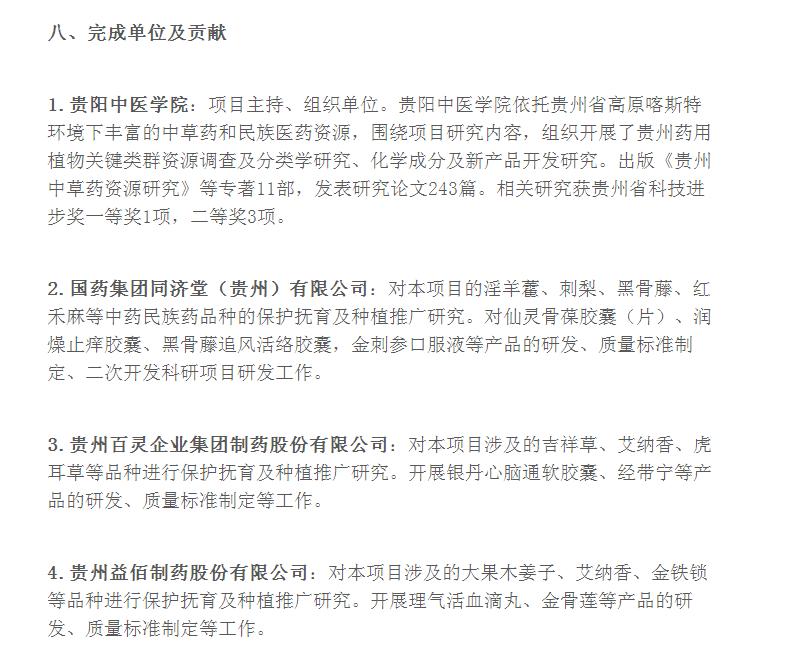 八、完成单位及贡献
1. 贵阳中医学院：项目主持、组织单位。贵阳中医学院依托贵州省高原喀斯特
环境下丰富的中草药和民族医药资源，围绕项目研究内容，组织开展了贵州药用
植物关键类群资源调查及分类学研究、化学成分及新产品开发研究。出版《贵州
中草药资源研究》等专著11部，发表研究论文243篇。相关研究获贵州省科技进
步奖一等奖1项，二等奖3项。
2. 国药集团同济堂（贵州）有限公司：对本项目的淫羊藿、刺梨、黑骨藤、红
禾麻等中药民族药品种的保护抚育及种植推广研究。对仙灵骨葆胶囊（片）、润
燥止痒胶囊、黑骨藤追风活络胶囊，金刺参口服液等产品的研发、质量标准制
定、二次开发科研项目研发工作。
3. 贵州百灵企业集团制药股份有限公司：对本项目涉及的吉祥草、艾纳香、虎
耳草等品种进行保护抚育及种植推广研究。开展银丹心脑通软胶囊、经带宁等产
品的研发、质量标准制定等工作。
4. 贵州益佰制药股份有限公司：对本项目涉及的大果木姜子、艾纳香、金铁锁
等品种进行保护抚育及种植推广研究。开展理气活血滴丸、金骨莲等产品的研
发、质量标准制定等工作。